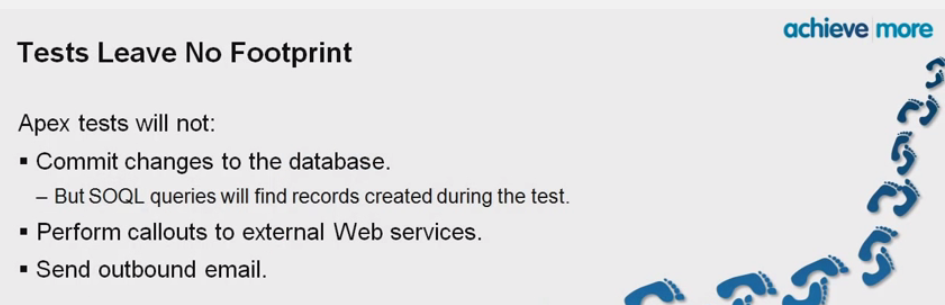 achieve more
Tests Leave No Footprint
Apex tests will not:
▪ Commit changes to the database.
– But SOQL queries will find records created during the test.
▪ Perform callouts to external Web services.
▪ Send outbound email.